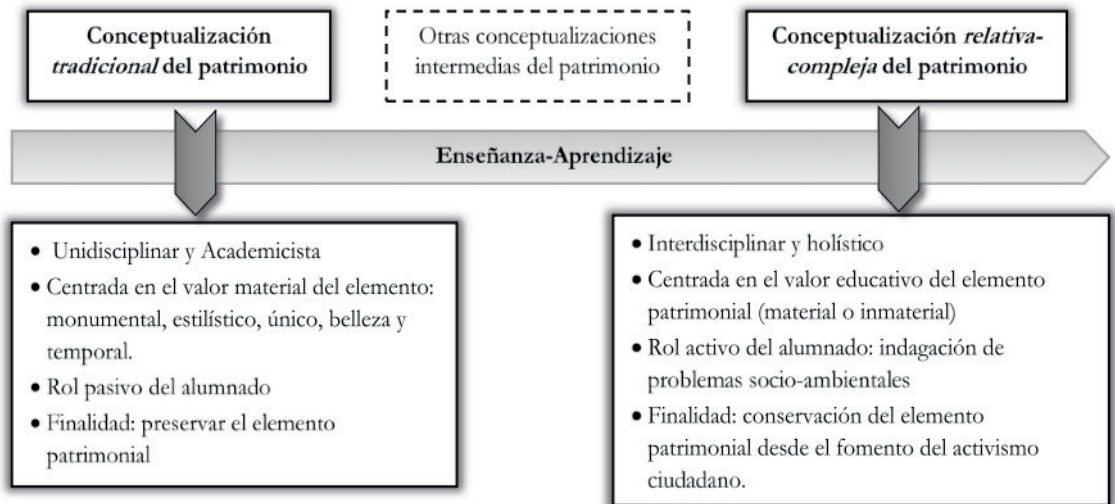 Conceptualización
tradicional del patrimonio
Otras conceptualizaciones
intermedias del patrimonio
Conceptualización relativa-
compleja del patrimonio
Enseñanza-Aprendizaje
• Unidisciplinar y Academicista
• Centrada en el valor material del elemento:
monumental, estilístico, único, belleza y
temporal.
• Rol pasivo del alumnado
• Finalidad: preservar el elemento
patrimonial
• Interdisciplinar y holístico
• Centrada en el valor educativo del elemento
patrimonial (material o inmaterial)
• Rol activo del alumnado: indagación de
problemas socio-ambientales
• Finalidad: conservación del elemento
patrimonial desde el fomento del activismo
ciudadano.